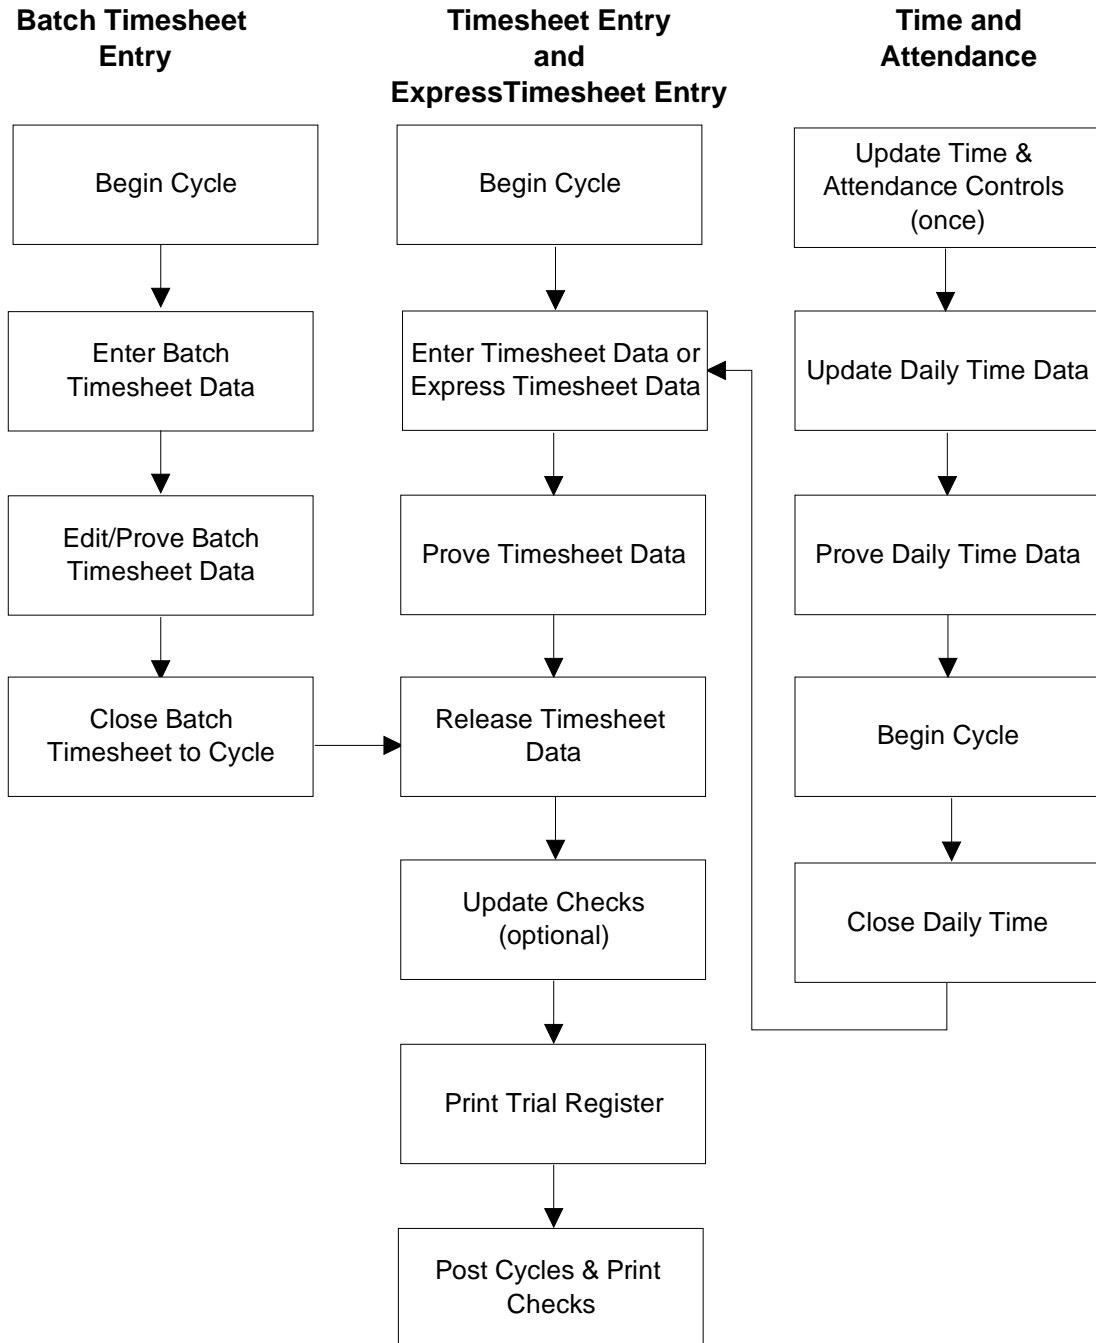 Batch Timesheet
Entry
Begin Cycle
Enter Batch
Timesheet Data
Edit/Prove Batch
Timesheet Data
Close Batch
Timesheet to Cycle
Timesheet Entry
and
ExpressTimesheet Entry
Begin Cycle
Enter Timesheet Data or
Express Timesheet Data
Prove Timesheet Data
Release Timesheet
Data
Update Checks
(optional)
Print Trial Register
Post Cycles & Print
Checks
Time and
Attendance
Update Time &
Attendance Controls
(once)
Update Daily Time Data
Prove Daily Time Data
Begin Cycle
Close Daily Time